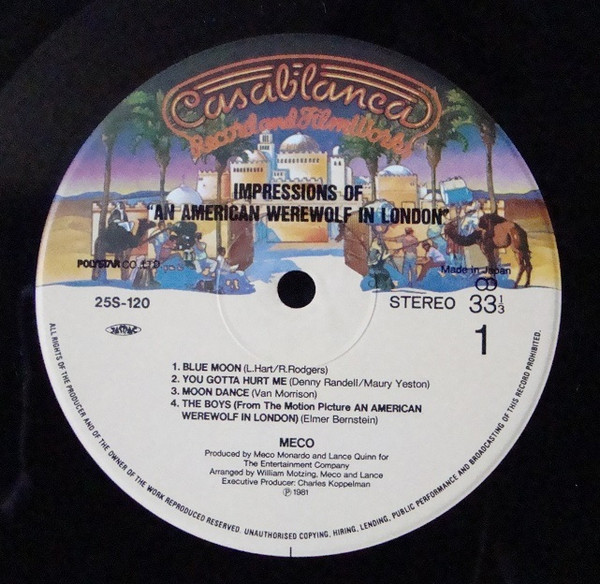 Casablanca
Record and FilmWorks
IMPRESSIONS OF
"AN AMERICAN WEREWOLF IN LONDON"
POLYSTAR CO., LTD.
Made in Japan
25S-120
STEREO 33 1/3
JASRAC
1
1. BLUE MOON (L.Hart/R.Rodgers)
2. YOU GOTTA HURT ME (Denny Randell/Maury Yeston)
3. MOON DANCE (Van Morrison)
4. THE BOYS (From The Motion Picture AN AMERICAN
WEREWOLF IN LONDON) (Elmer Bernstein)
MECO
Produced by Meco Monardo and Lance Quinn for
The Entertainment Company
Arranged by William Motzing, Meco and Lance
Executive Producer: Charles Koppelman
Ⓟ 1981
ALL RIGHTS OF THE PRODUCER AND OF THE OWNER OF THE WORK REPRODUCED RESERVED. UNAUTHORISED COPYING, HIRING, LENDING, PUBLIC PERFORMANCE AND BROADCASTING OF THIS RECORD PROHIBITED.